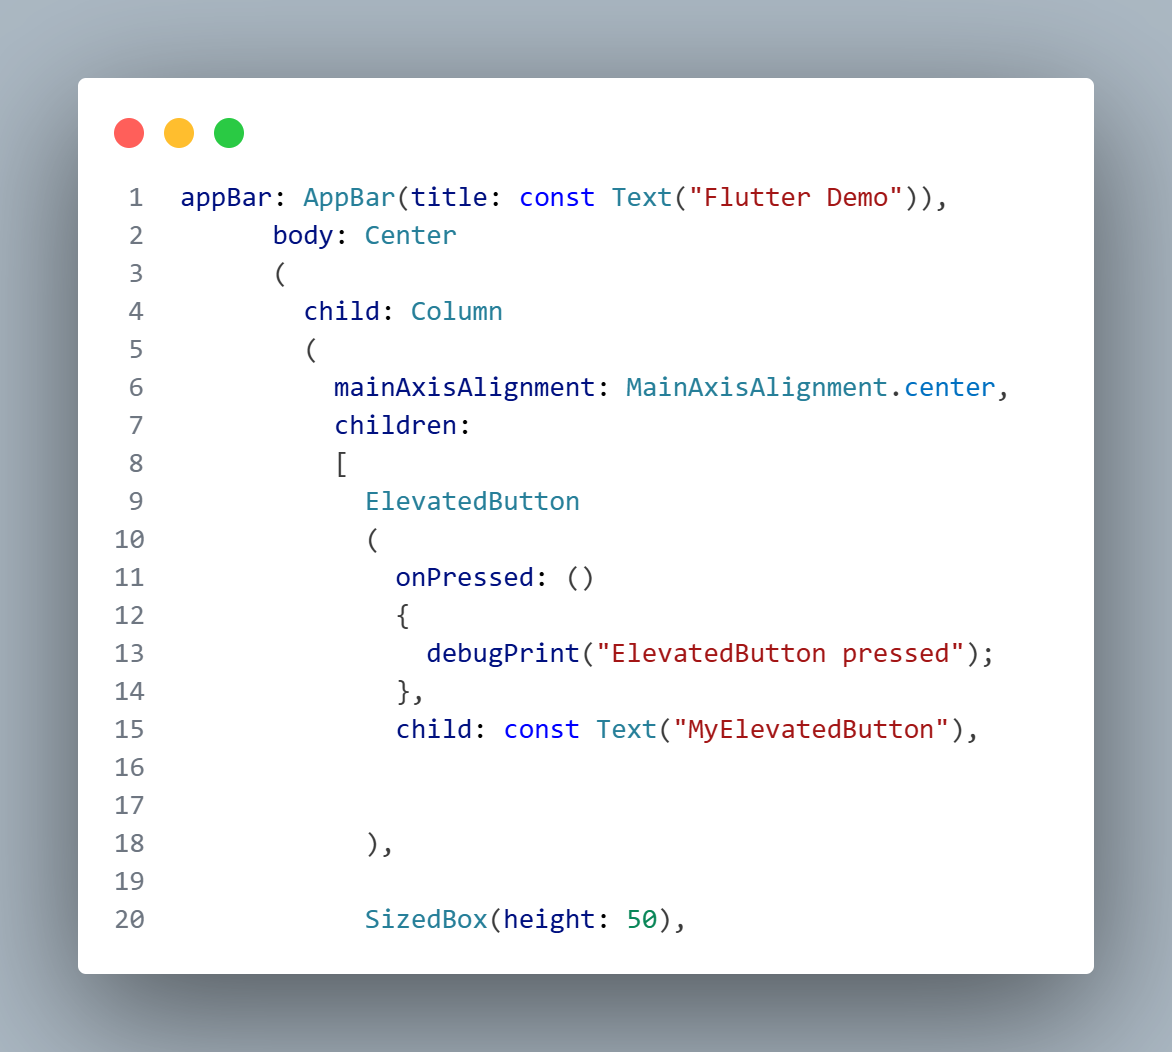 1 appBar: AppBar(title: const Text("Flutter Demo")),
2       body: Center
3       (
4         child: Column
5         (
6           mainAxisAlignment: MainAxisAlignment.center,
7           children:
8           [
9             ElevatedButton
10             (
11               onPressed: ()
12               {
13                 debugPrint("ElevatedButton pressed");
14               },
15               child: const Text("MyElevatedButton"),
16
17
18             ),
19
20             SizedBox(height: 50),